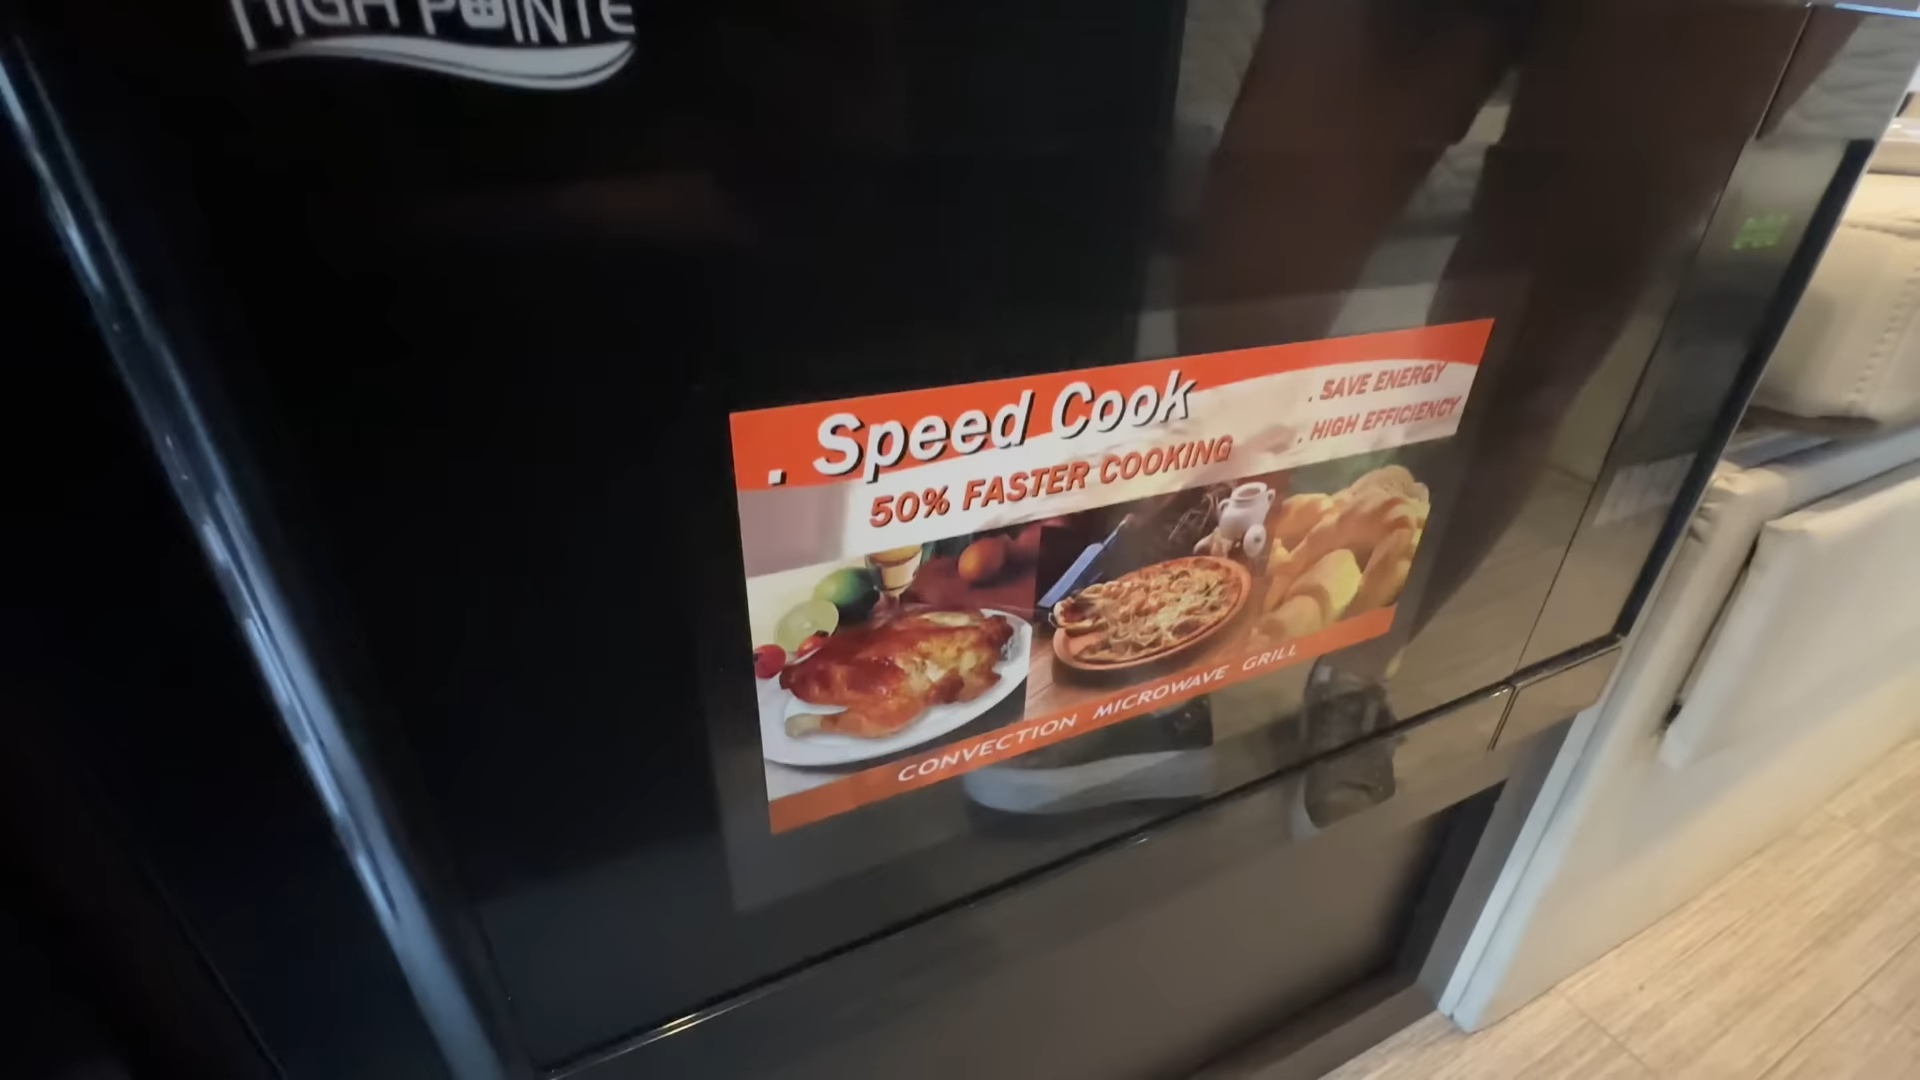 HIGH POINTE
. Speed Cook
50% FASTER COOKING
. SAVE ENERGY
. HIGH EFFICIENCY
CONVECTION MICROWAVE GRILL